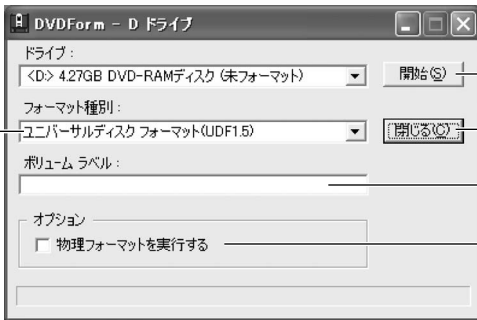 DVDForm - D ドライブ
ドライブ:
<D:> 4.27GB DVD-RAMディスク (未フォーマット)
開始(S)
フォーマット種別:
ユニバーサルディスク フォーマット(UDF1.5)
閉じる(C)
ボリューム ラベル:
オプション
物理フォーマットを実行する